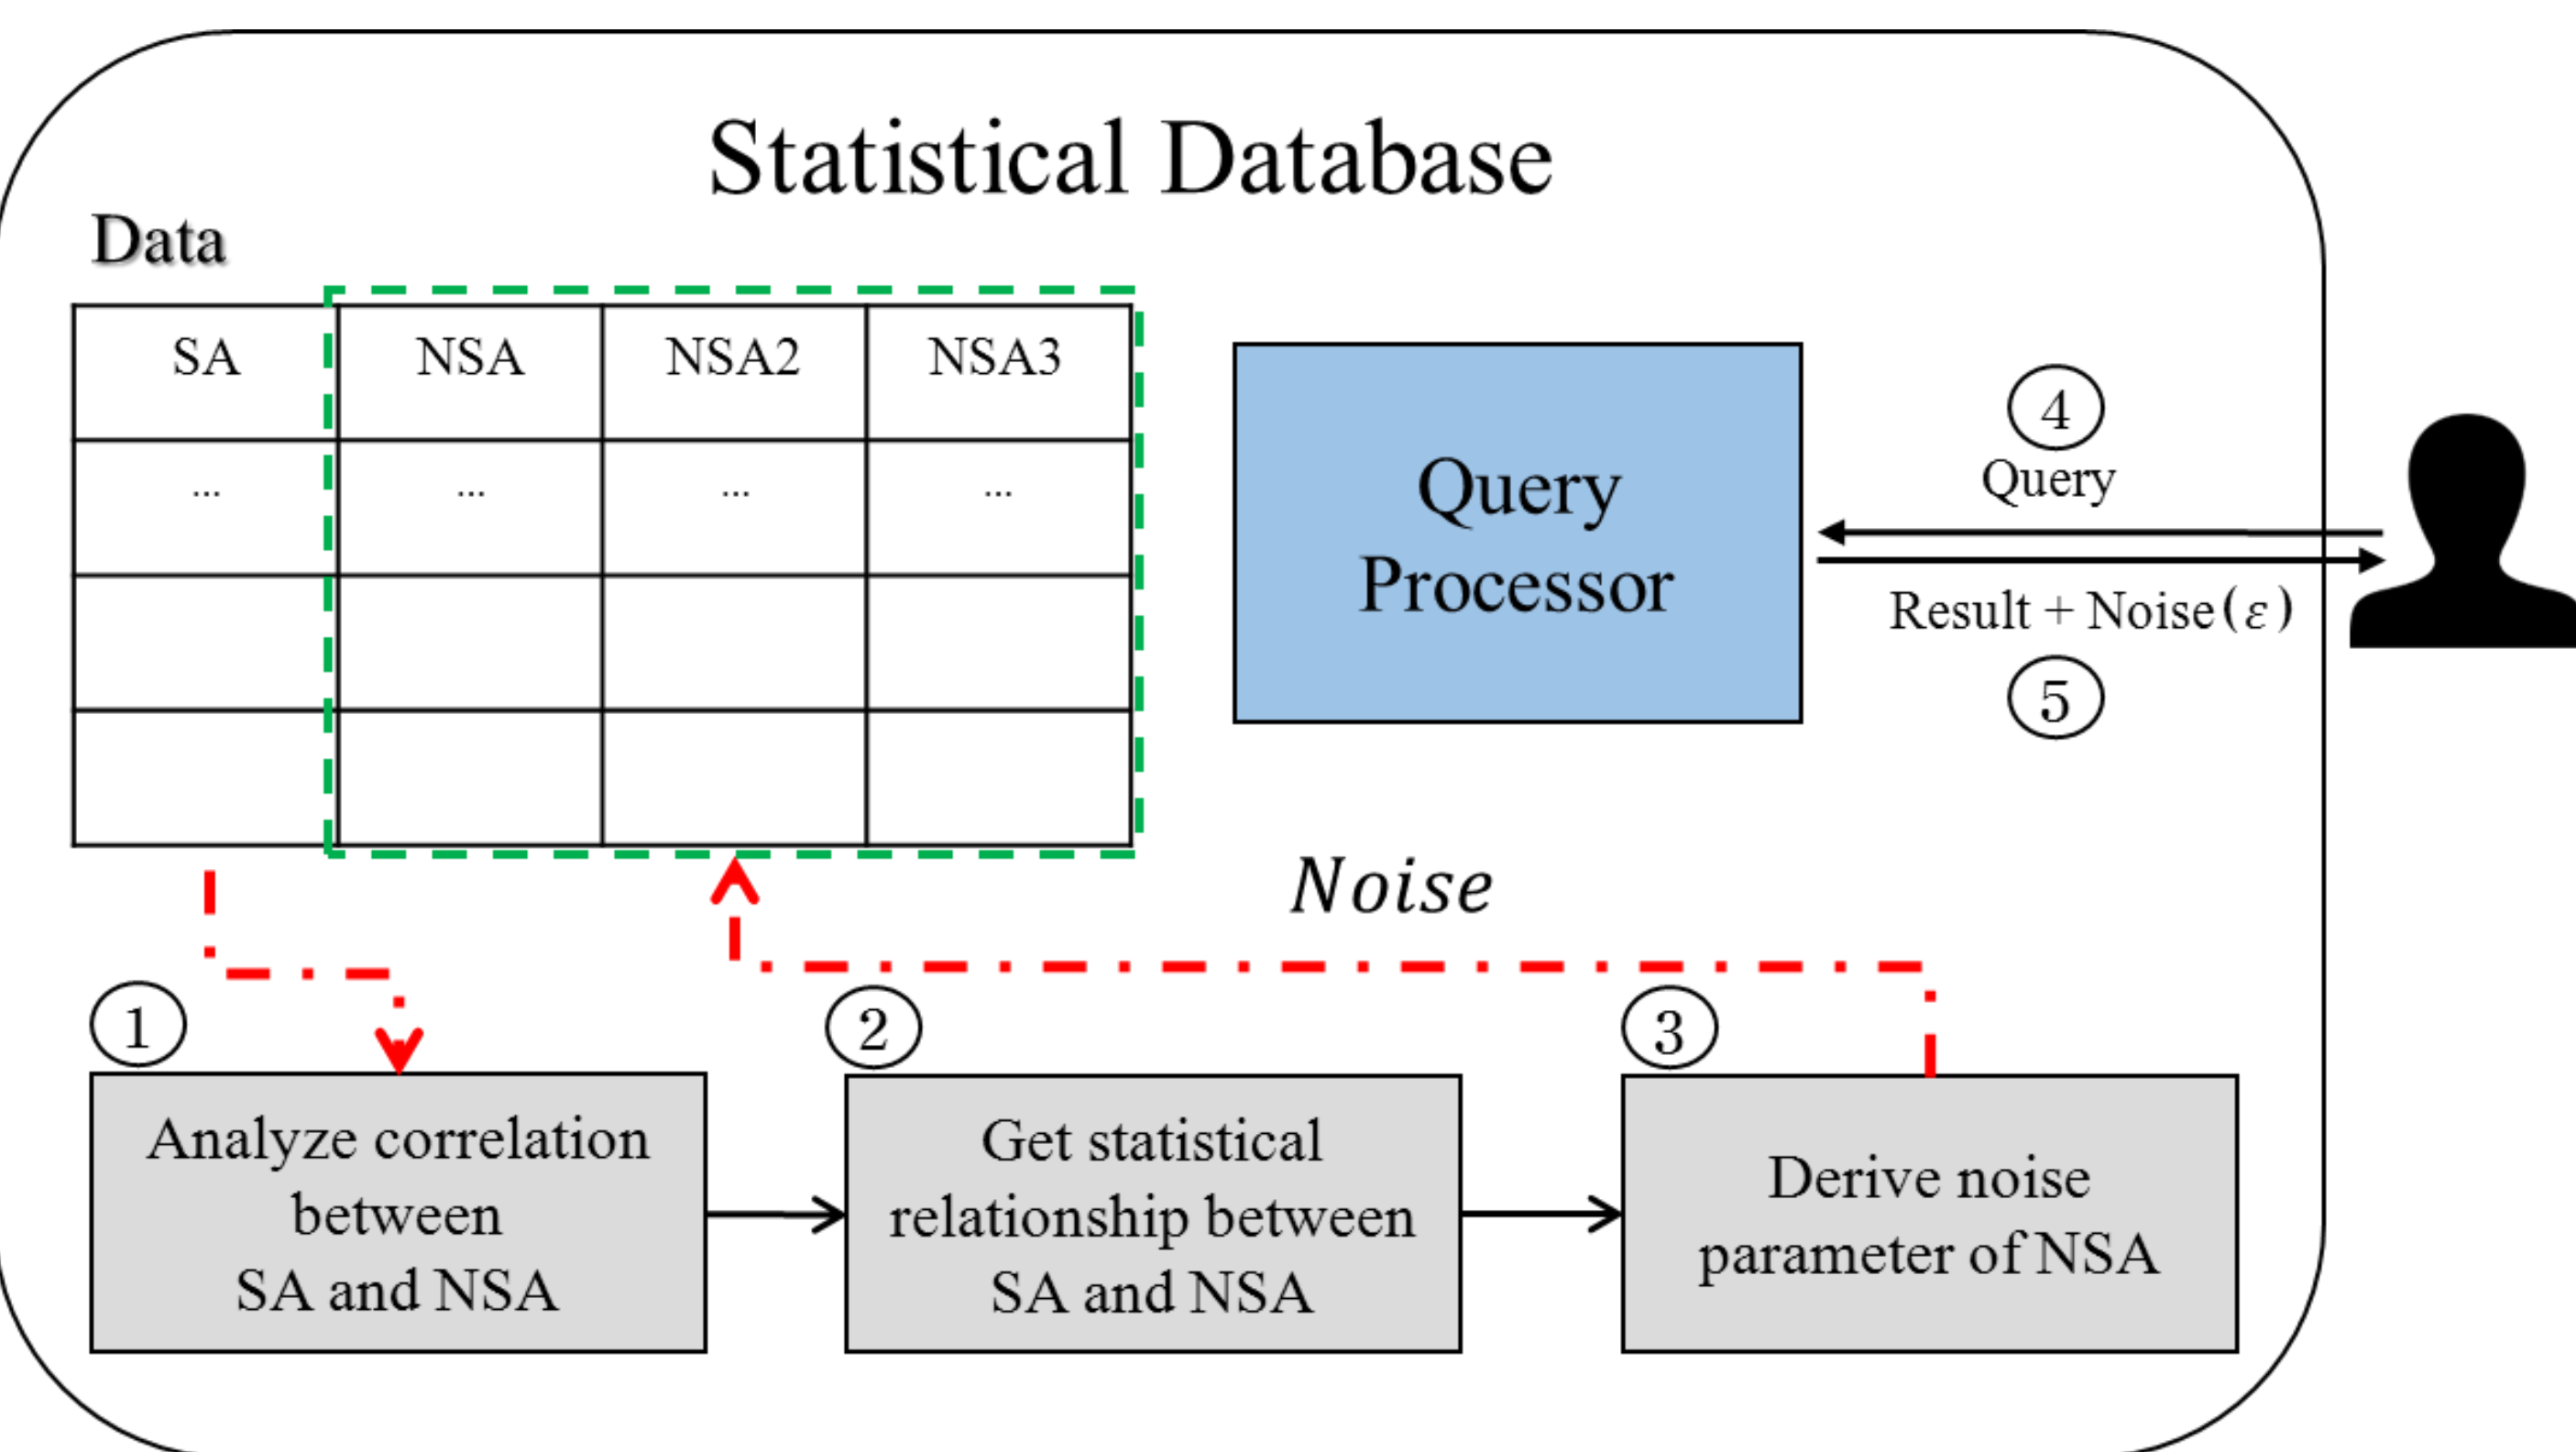 Statistical Database
Data
SA NSA NSA2 NSA3
... ... ... ...
Query
Processor
④
Query
Result + Noise(ε)
⑤
Noise
①
Analyze correlation
between
SA and NSA
②
Get statistical
relationship between
SA and NSA
③
Derive noise
parameter of NSA